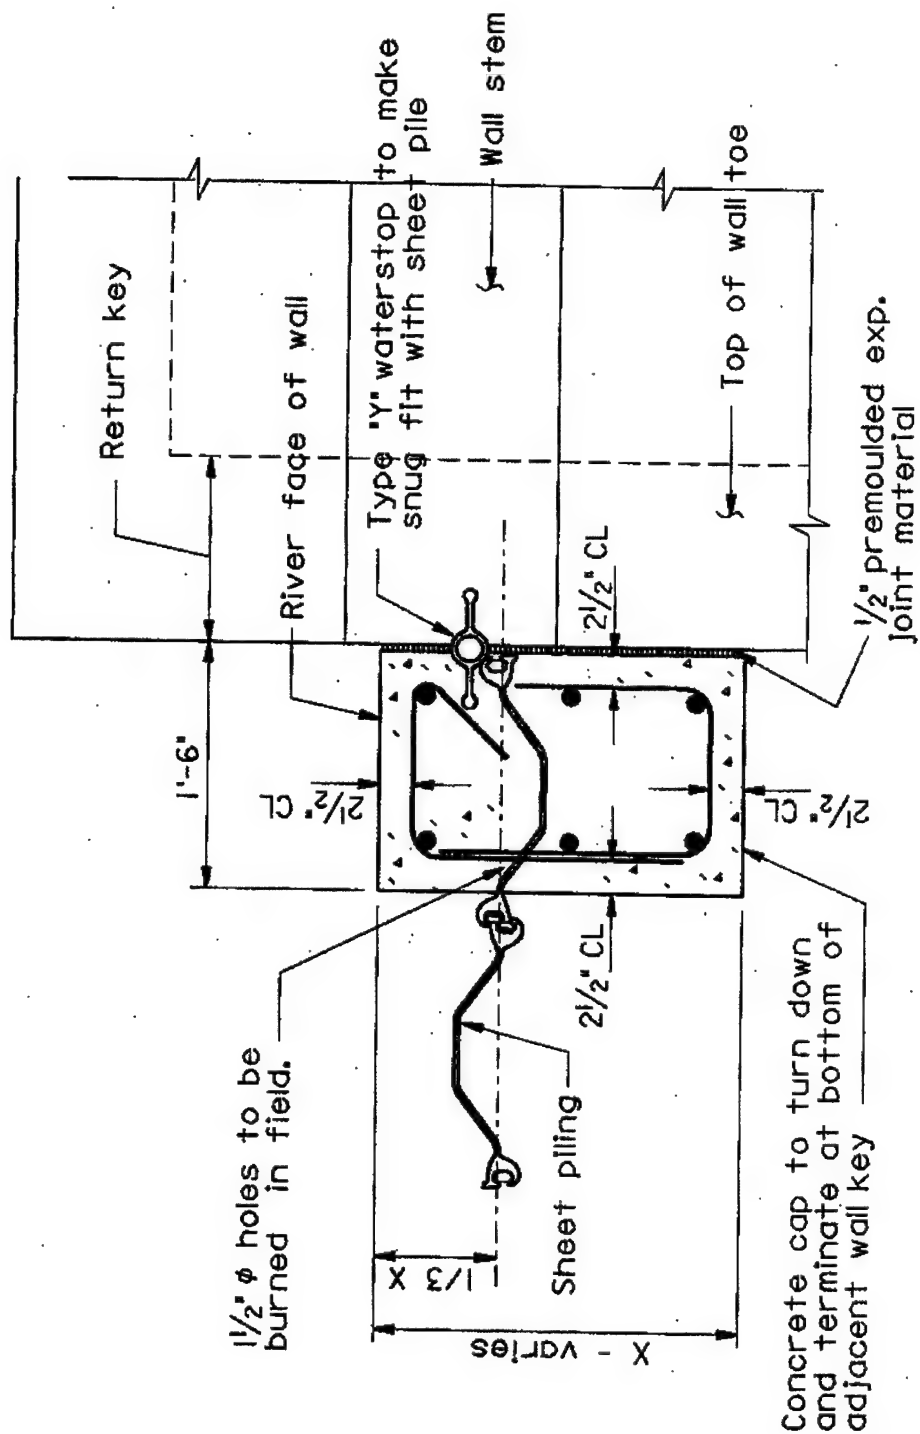 Return key
River face of wall
Type "Y" waterstop to make
snug fit with sheet pile
Wall stem
Top of wall toe
1/2" premoulded exp.
joint material
1'-6"
2 1/2" CL
2 1/2" CL
2 1/2" CL
2 1/2" CL
1 1/2" φ holes to be
burned in field.
Sheet piling
1/3 X
X - varies
Concrete cap to turn down
and terminate at bottom of
adjacent wall key